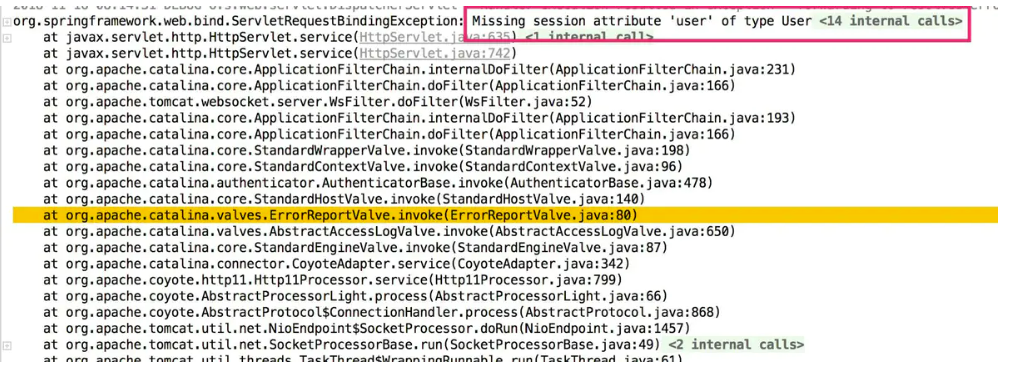 org.springframework.web.bind.ServletRequestBindingException: Missing session attribute 'user' of type User <14 internal calls>
at javax.servlet.http.HttpServlet.service(HttpServlet.java:635) <1 internal call>
at javax.servlet.http.HttpServlet.service(HttpServlet.java:742)
at org.apache.catalina.core.ApplicationFilterChain.internalDoFilter(ApplicationFilterChain.java:231)
at org.apache.catalina.core.ApplicationFilterChain.doFilter(ApplicationFilterChain.java:166)
at org.apache.tomcat.websocket.server.WsFilter.doFilter(WsFilter.java:52)
at org.apache.catalina.core.ApplicationFilterChain.internalDoFilter(ApplicationFilterChain.java:193)
at org.apache.catalina.core.ApplicationFilterChain.doFilter(ApplicationFilterChain.java:166)
at org.apache.catalina.core.StandardWrapperValve.invoke(StandardWrapperValve.java:198)
at org.apache.catalina.core.StandardContextValve.invoke(StandardContextValve.java:96)
at org.apache.catalina.authenticator.AuthenticatorBase.invoke(AuthenticatorBase.java:478)
at org.apache.catalina.core.StandardHostValve.invoke(StandardHostValve.java:140)
at org.apache.catalina.valves.ErrorReportValve.invoke(ErrorReportValve.java:80)
at org.apache.catalina.valves.AbstractAccessLogValve.invoke(AbstractAccessLogValve.java:650)
at org.apache.catalina.core.StandardEngineValve.invoke(StandardEngineValve.java:87)
at org.apache.catalina.connector.CoyoteAdapter.service(CoyoteAdapter.java:342)
at org.apache.coyote.http11.Http11Processor.service(Http11Processor.java:799)
at org.apache.coyote.AbstractProcessorLight.process(AbstractProcessorLight.java:66)
at org.apache.coyote.AbstractProtocol$ConnectionHandler.process(AbstractProtocol.java:868)
at org.apache.tomcat.util.net.NioEndpoint$SocketProcessor.doRun(NioEndpoint.java:1457)
at org.apache.tomcat.util.net.SocketProcessorBase.run(SocketProcessorBase.java:49) <2 internal calls>
at org.apache.tomcat.util.threads.TaskThread$WrappingRunnable.run(TaskThread.java:61)